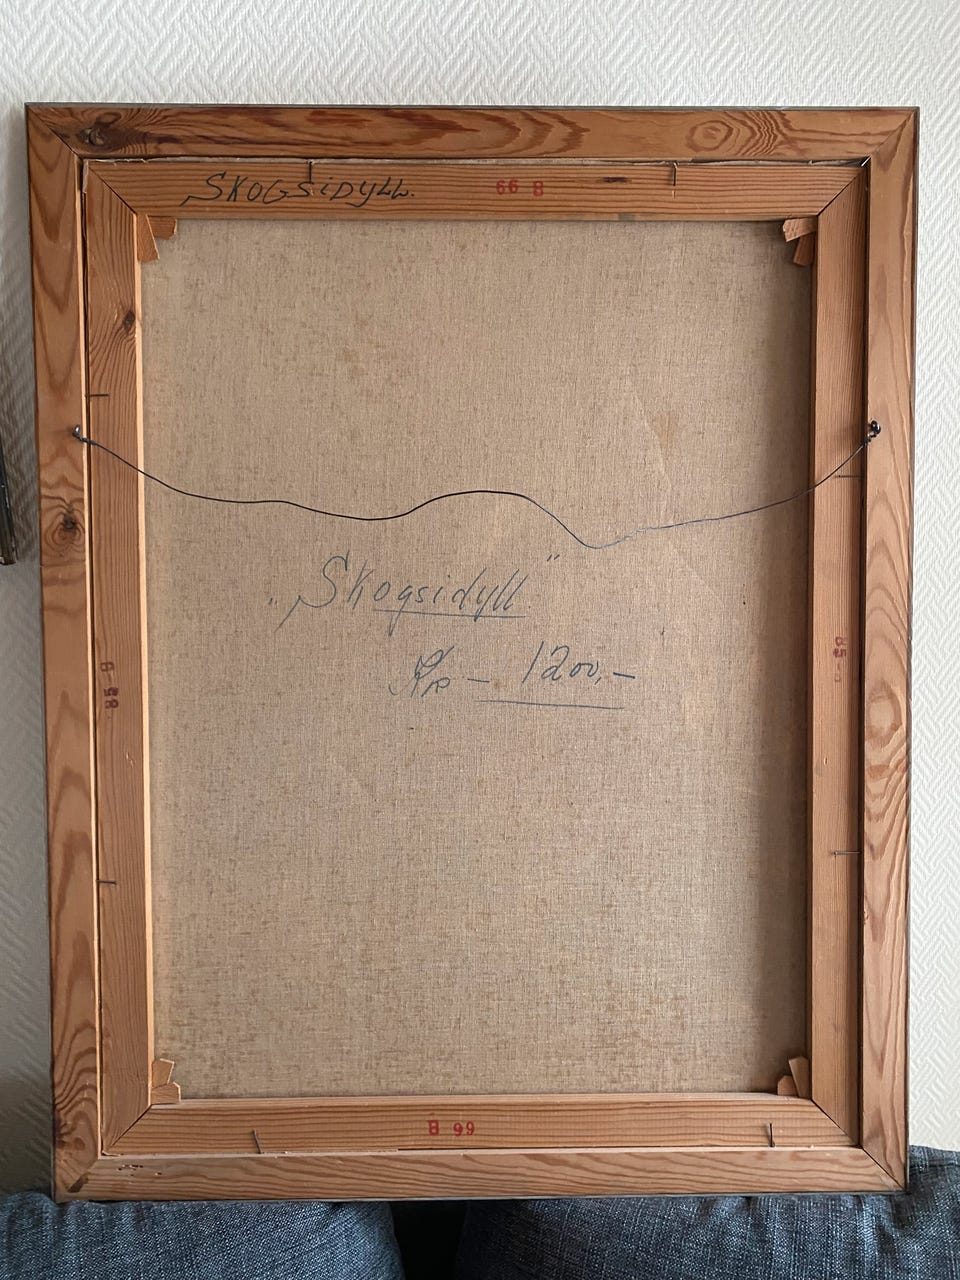 SKOGSiDYLL.
66 B
„Skogsidyll"
Kr – 1200,–
B 99